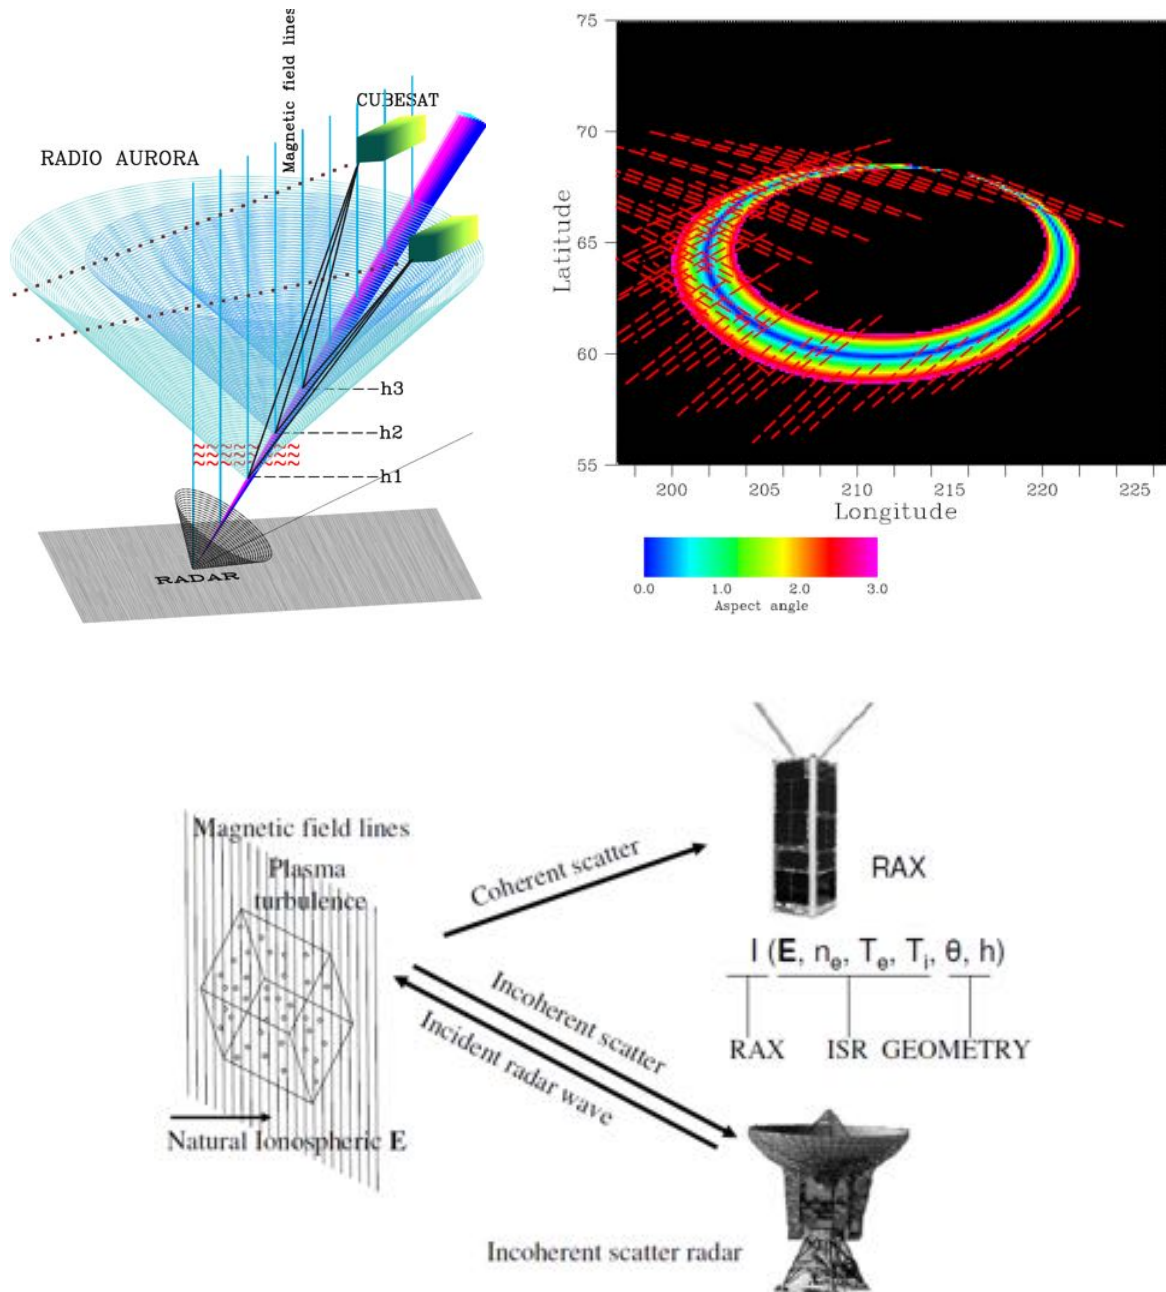 Magnetic field lines
CUBESAT
RADIO AURORA
h3
h2
h1
RADAR
75
70
65
60
55
Latitude
200 205 210 215 220 225
Longitude
0.0 1.0 2.0 3.0
Aspect angle
Magnetic field lines
Plasma
turbulence
Coherent scatter
RAX
I (E, nₑ, Tₑ, Tᵢ, θ, h)
RAX ISR GEOMETRY
Incoherent scatter
Incident radar wave
Natural Ionospheric E
Incoherent scatter radar